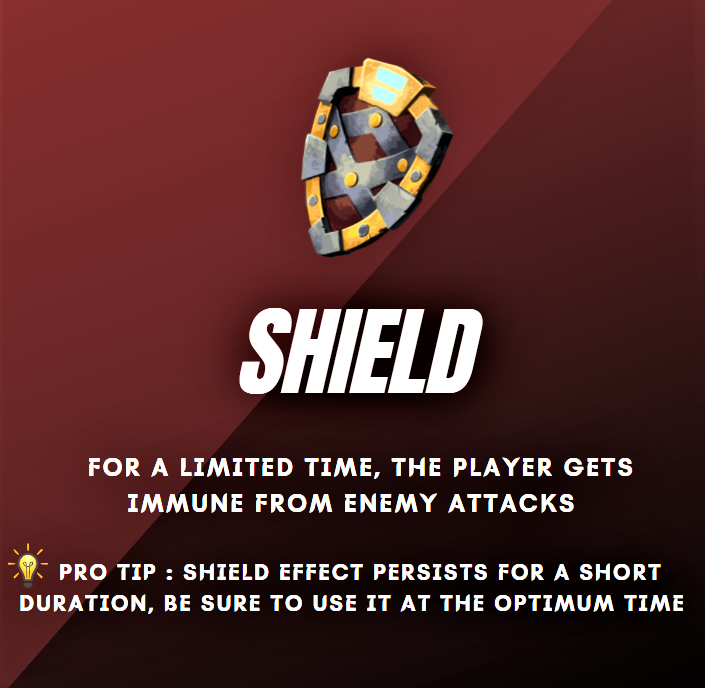 SHIELD
FOR A LIMITED TIME, THE PLAYER GETS
IMMUNE FROM ENEMY ATTACKS
PRO TIP : SHIELD EFFECT PERSISTS FOR A SHORT
DURATION, BE SURE TO USE IT AT THE OPTIMUM TIME